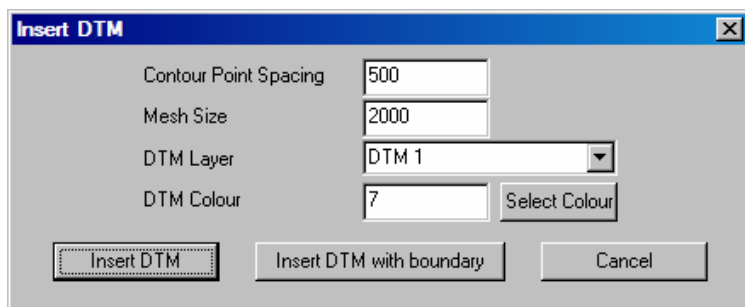 Insert DTM
Contour Point Spacing 500
Mesh Size 2000
DTM Layer DTM 1
DTM Colour 7 Select Colour
Insert DTM Insert DTM with boundary Cancel